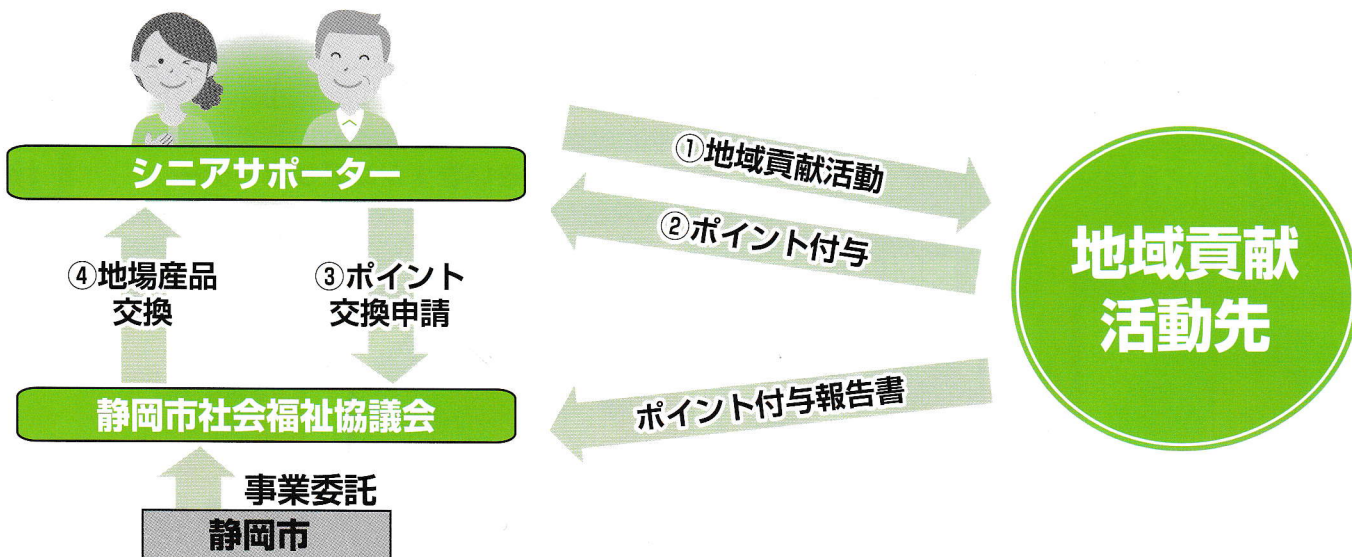 シニアサポーター
①地域貢献活動
②ポイント付与
地域貢献
活動先
④地場産品
交換
③ポイント
交換申請
静岡市社会福祉協議会
ポイント付与報告書
事業委託
静岡市